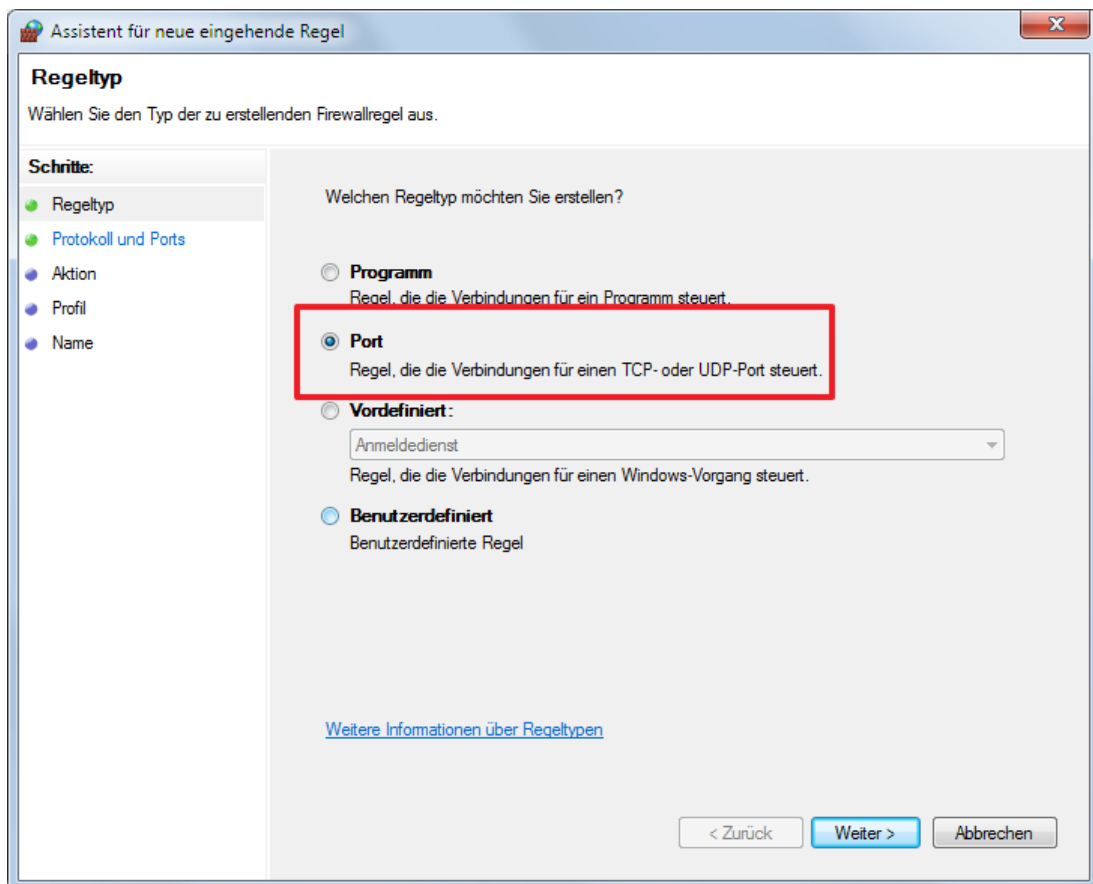 Assistent für neue eingehende Regel
Regeltyp
Wählen Sie den Typ der zu erstellenden Firewallregel aus.
Schritte:
Regeltyp
Protokoll und Ports
Aktion
Profil
Name
Welchen Regeltyp möchten Sie erstellen?
Programm
Regel, die die Verbindungen für ein Programm steuert.
Port
Regel, die die Verbindungen für einen TCP- oder UDP-Port steuert.
Vordefiniert:
Anmeldedienst
Regel, die die Verbindungen für einen Windows-Vorgang steuert.
Benutzerdefiniert
Benutzerdefinierte Regel
Weitere Informationen über Regeltypen
< Zurück
Weiter >
Abbrechen